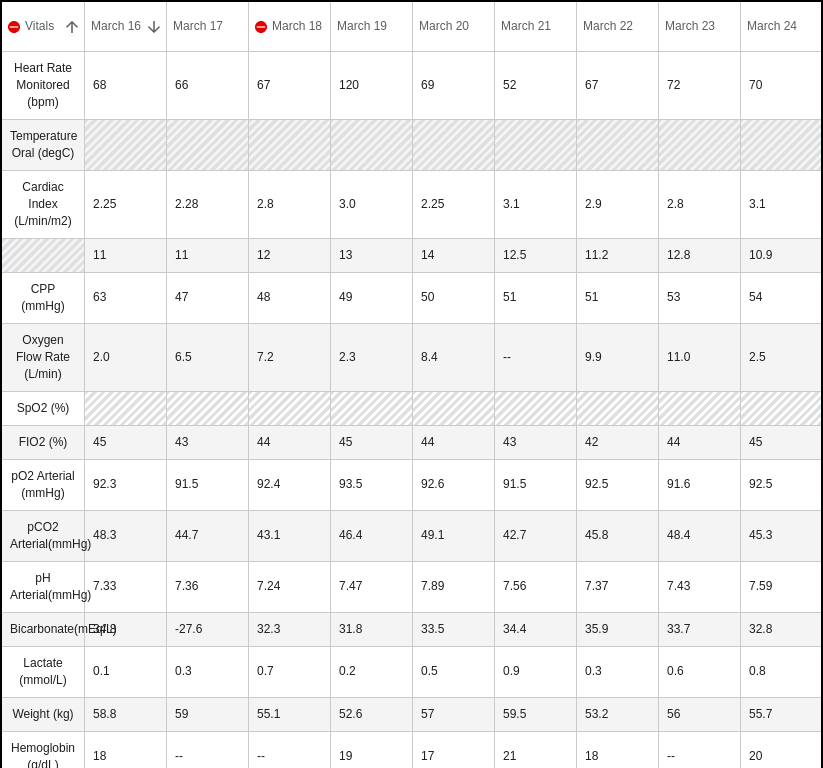 Vitals March 16 March 17 March 18 March 19 March 20 March 21 March 22 March 23 March 24
Heart Rate
Monitored
(bpm)
68 66 67 120 69 52 67 72 70
Temperature
Oral (degC)
Cardiac
Index
(L/min/m2)
2.25 2.28 2.8 3.0 2.25 3.1 2.9 2.8 3.1
11 11 12 13 14 12.5 11.2 12.8 10.9
CPP
(mmHg)
63 47 48 49 50 51 51 53 54
Oxygen
Flow Rate
(L/min)
2.0 6.5 7.2 2.3 8.4 -- 9.9 11.0 2.5
SpO2 (%)
FIO2 (%) 45 43 44 45 44 43 42 44 45
pO2 Arterial
(mmHg)
92.3 91.5 92.4 93.5 92.6 91.5 92.5 91.6 92.5
pCO2
Arterial(mmHg)
48.3 44.7 43.1 46.4 49.1 42.7 45.8 48.4 45.3
pH
Arterial(mmHg)
7.33 7.36 7.24 7.47 7.89 7.56 7.37 7.43 7.59
Bicarbonate(mEq/L) -27.6 32.3 31.8 33.5 34.4 35.9 33.7 32.8
Lactate
(mmol/L)
0.1 0.3 0.7 0.2 0.5 0.9 0.3 0.6 0.8
Weight (kg) 58.8 59 55.1 52.6 57 59.5 53.2 56 55.7
Hemoglobin
(g/dL)
18 -- -- 19 17 21 18 -- 20